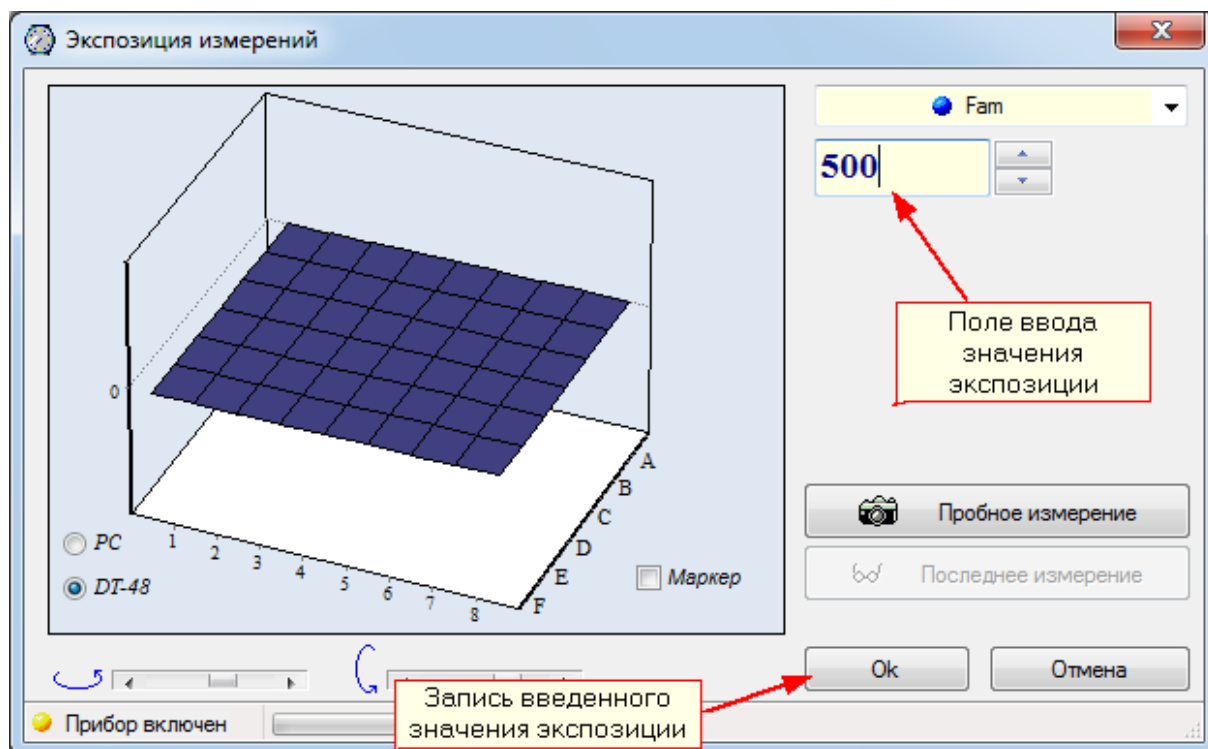 Экспозиция измерений
Fam
500
Поле ввода
значения
экспозиции
0
A
B
C
D
E
F
1
2
3
4
5
6
7
8
PC
DT-48
Маркер
Пробное измерение
Последнее измерение
Ok
Отмена
Запись введенного
значения экспозиции
Прибор включен